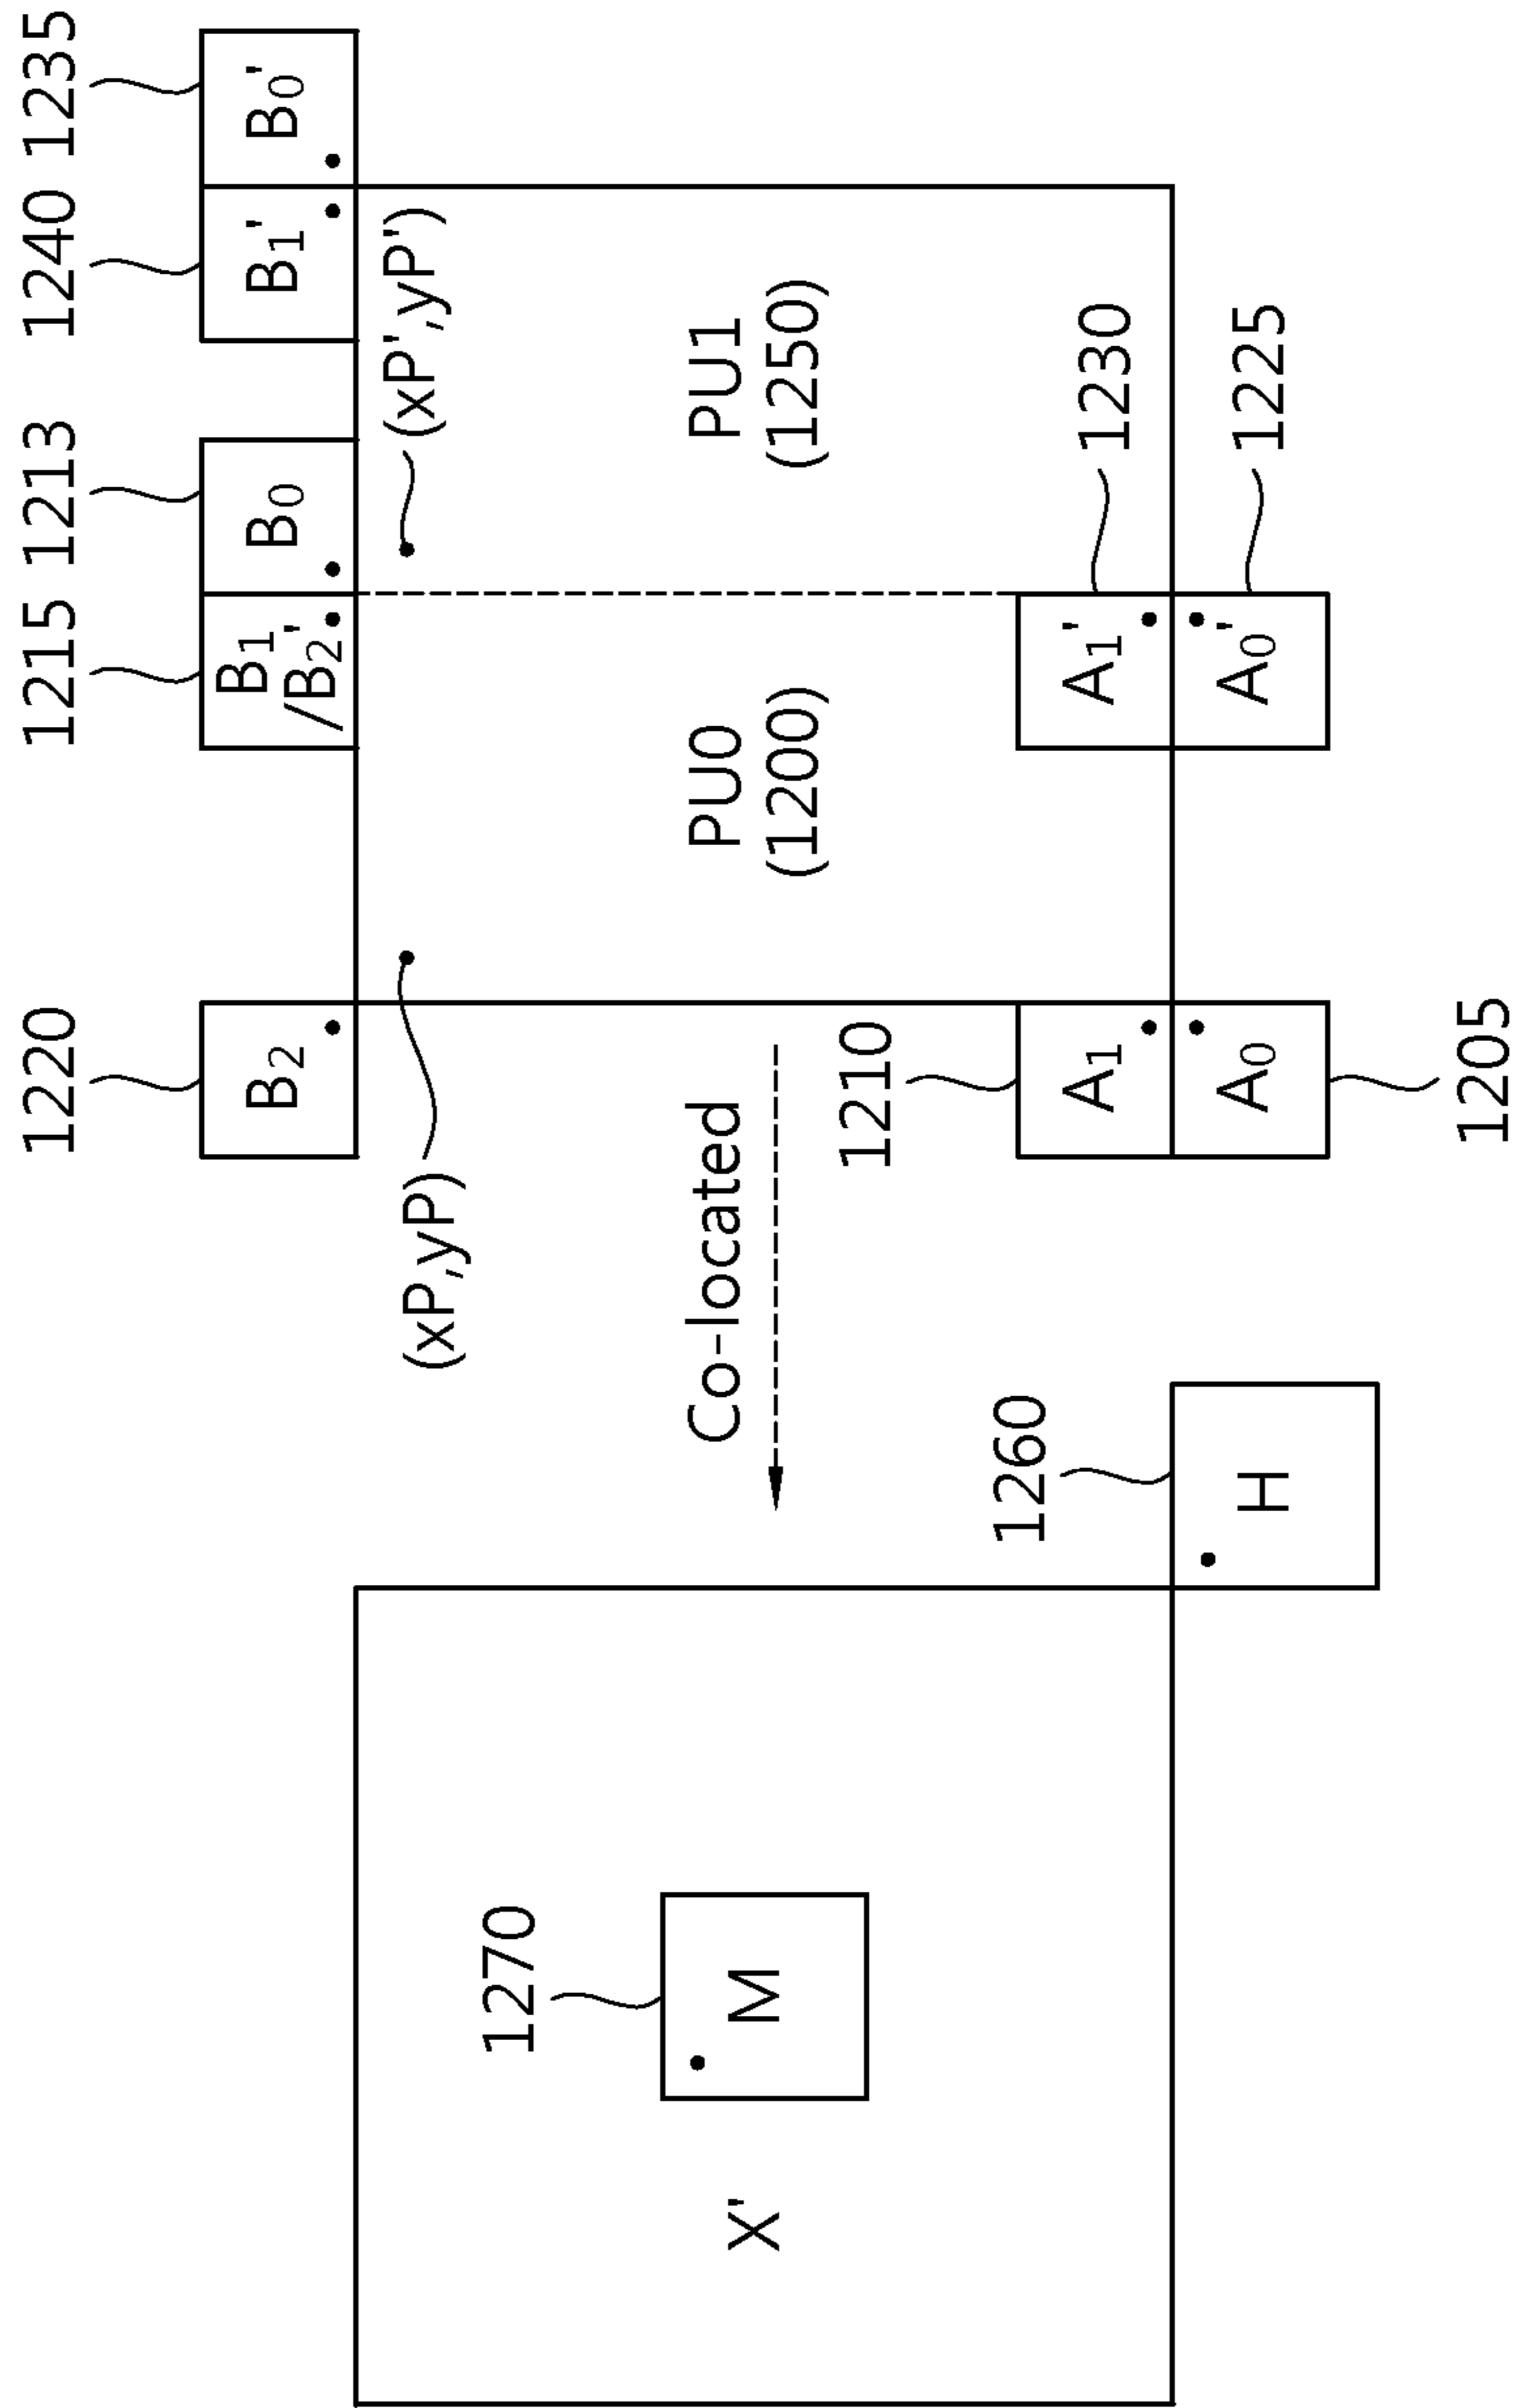 1220
1215
1213
1240
1235
B₂
B₁
/B₂'
B₀
B₁'
B₀'
(xP,yP)
(xP',yP')
1270
M
X'
Co-located
PU0
(1200)
PU1
(1250)
1210
1260
1230
A₁
A₁'
H
A₀
A₀'
1225
1205